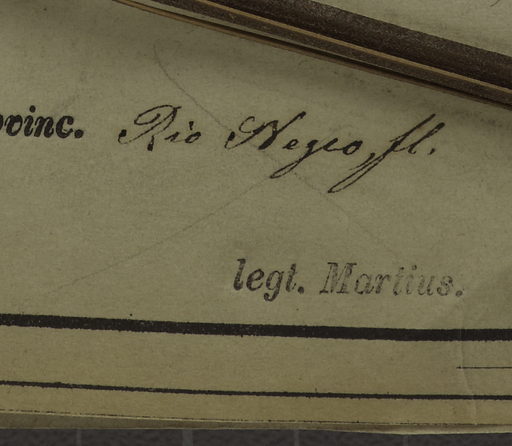 ovinc. Rio Negro, fl.
legt. Martius.